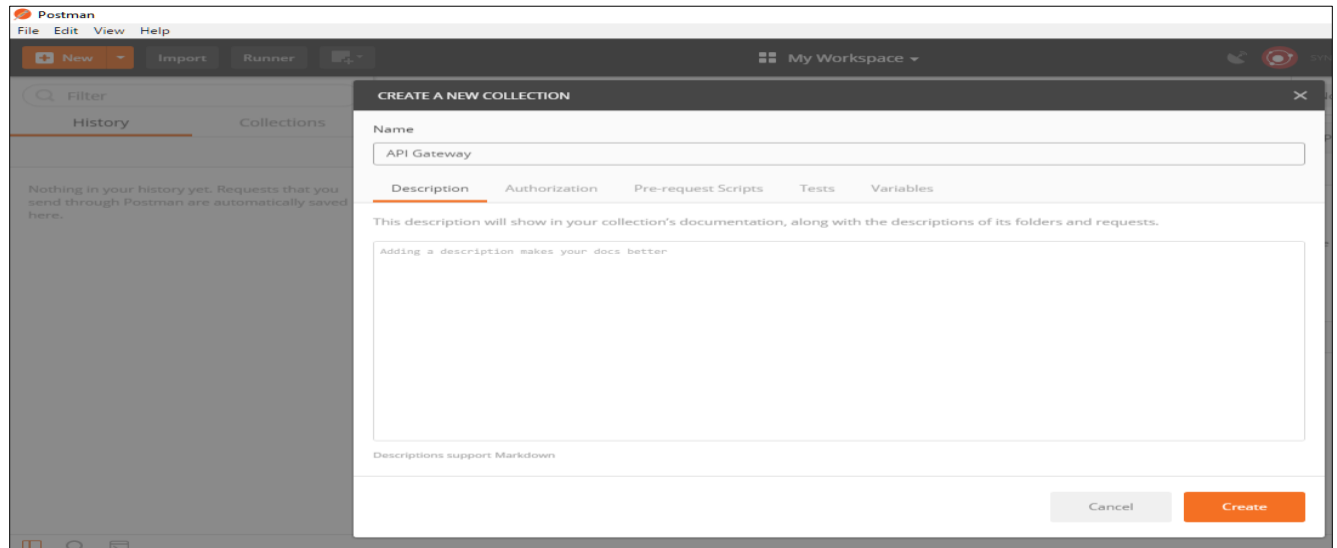 Postman
File Edit View Help
New Import Runner My Workspace
Filter
History Collections
Nothing in your history yet. Requests that you
send through Postman are automatically saved
here.
CREATE A NEW COLLECTION
Name
API Gateway
Description Authorization Pre-request Scripts Tests Variables
This description will show in your collection’s documentation, along with the descriptions of its folders and requests.
Adding a description makes your docs better
Descriptions support Markdown
Cancel Create